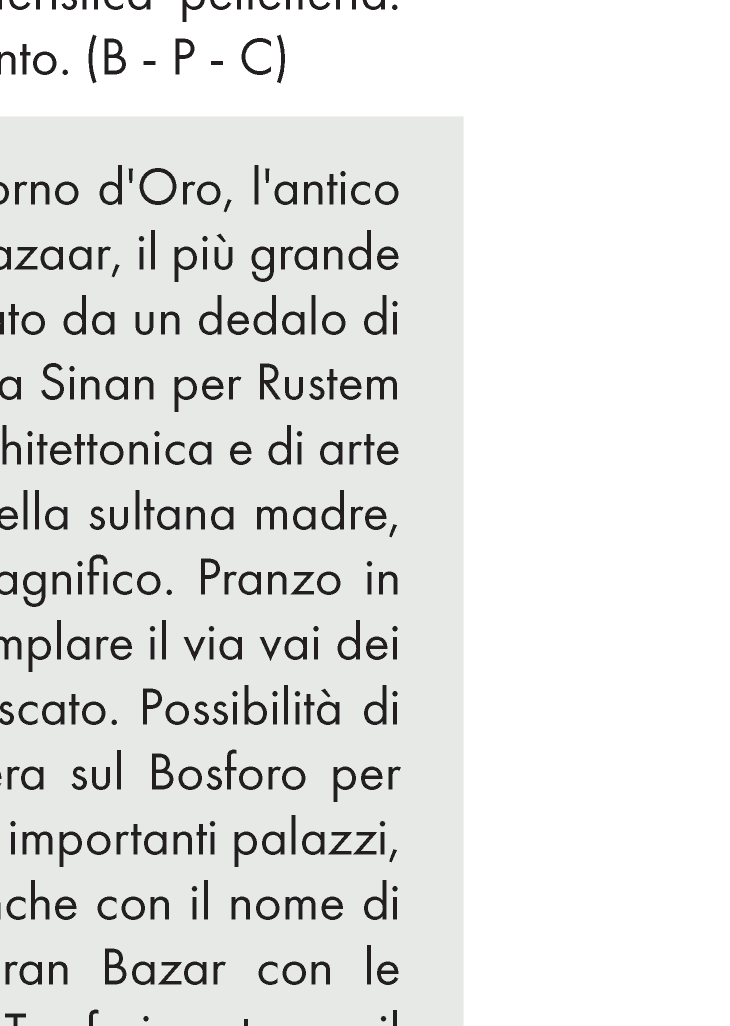 pelletteria.
nto. (B - P - C)
orno d'Oro, l'antico
azaar, il più grande
ato da un dedalo di
a Sinan per Rustem
hitettonica e di arte
ella sultana madre,
agnifico. Pranzo in
mplare il via vai dei
scato. Possibilità di
era sul Bosforo per
importanti palazzi,
nche con il nome di
ran Bazar con le
il